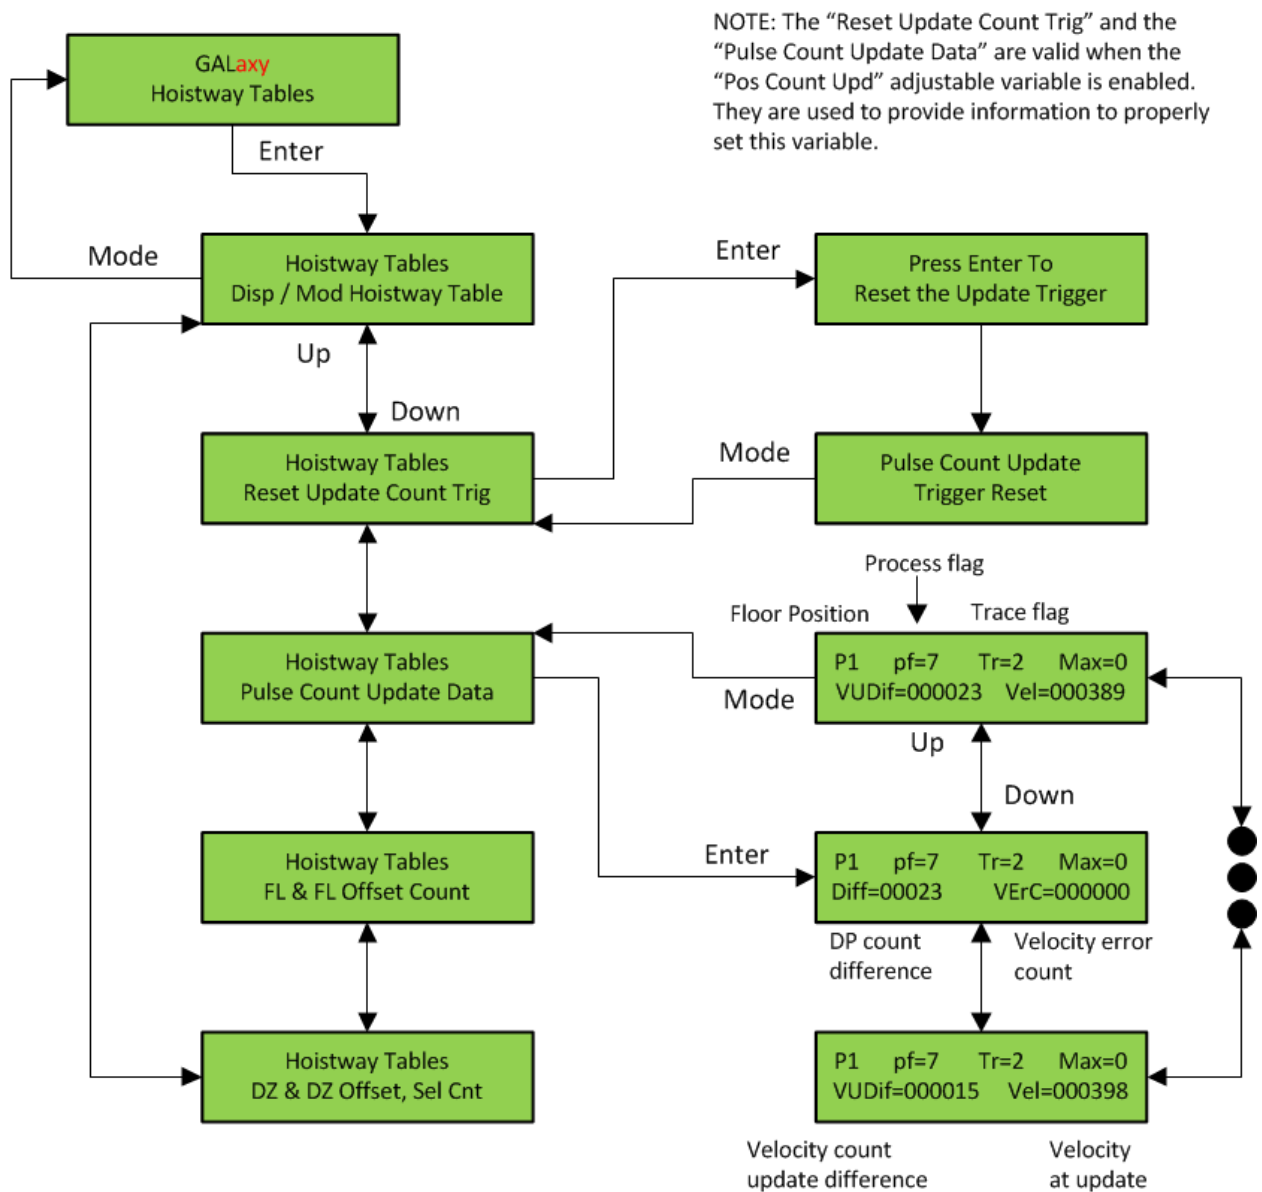 NOTE: The “Reset Update Count Trig” and the
“Pulse Count Update Data” are valid when the
“Pos Count Upd” adjustable variable is enabled.
They are used to provide information to properly
set this variable.
GALaxy
Hoistway Tables
Enter
Mode
Hoistway Tables
Disp / Mod Hoistway Table
Enter
Press Enter To
Reset the Update Trigger
Up
Down
Hoistway Tables
Reset Update Count Trig
Mode
Pulse Count Update
Trigger Reset
Process flag
Floor Position
Trace flag
Hoistway Tables
Pulse Count Update Data
Mode
P1 pf=7 Tr=2 Max=0
VUDif=000023 Vel=000389
Up
Down
Hoistway Tables
FL & FL Offset Count
Enter
P1 pf=7 Tr=2 Max=0
Diff=00023 VErC=000000
DP count
difference
Velocity error
count
Hoistway Tables
DZ & DZ Offset, Sel Cnt
P1 pf=7 Tr=2 Max=0
VUDif=000015 Vel=000398
Velocity count
update difference
Velocity
at update